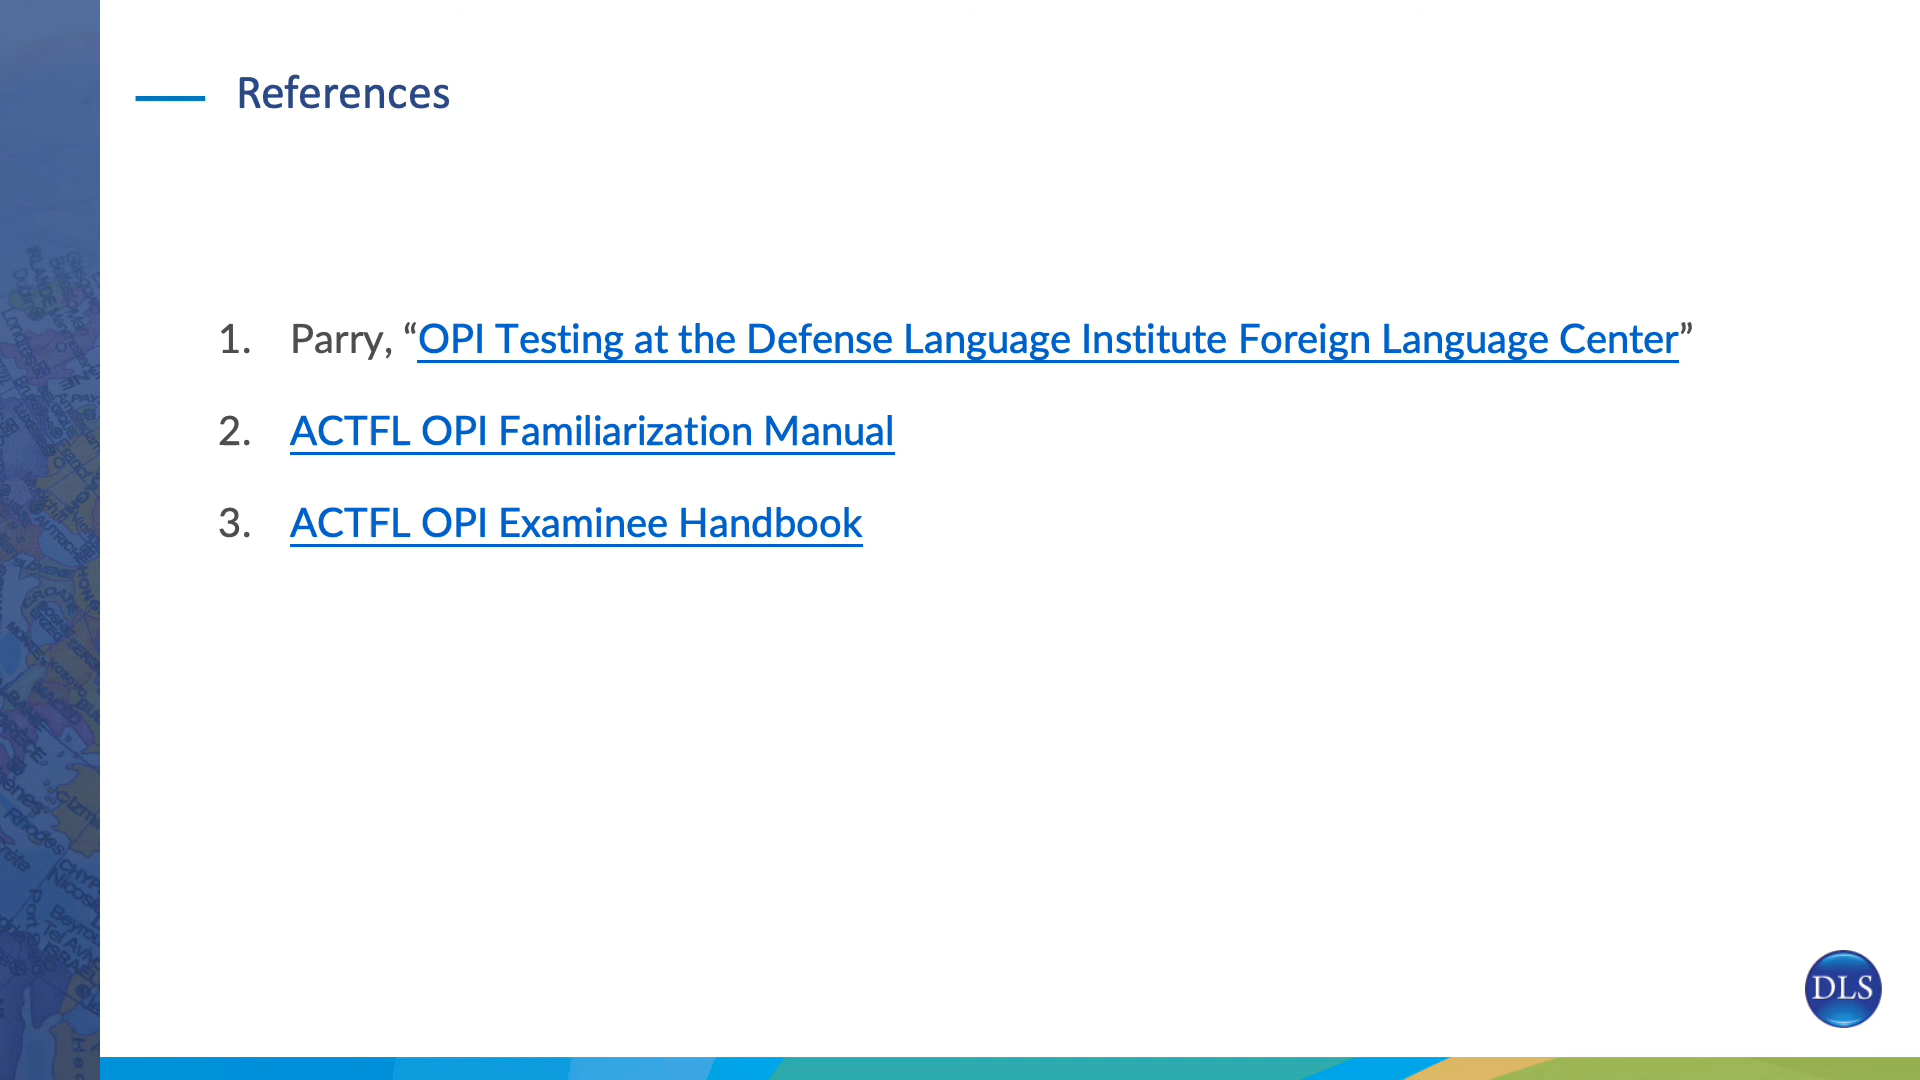 References
1. Parry, “OPI Testing at the Defense Language Institute Foreign Language Center”
2. ACTFL OPI Familiarization Manual
3. ACTFL OPI Examinee Handbook
DLS